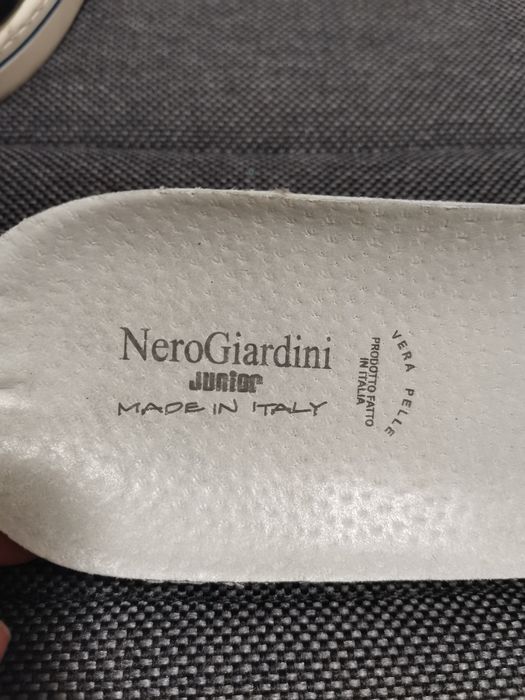 NeroGiardini
JUnior
MADE IN ITALY
VERA PELLE
PRODOTTO FATTO
IN ITALIA